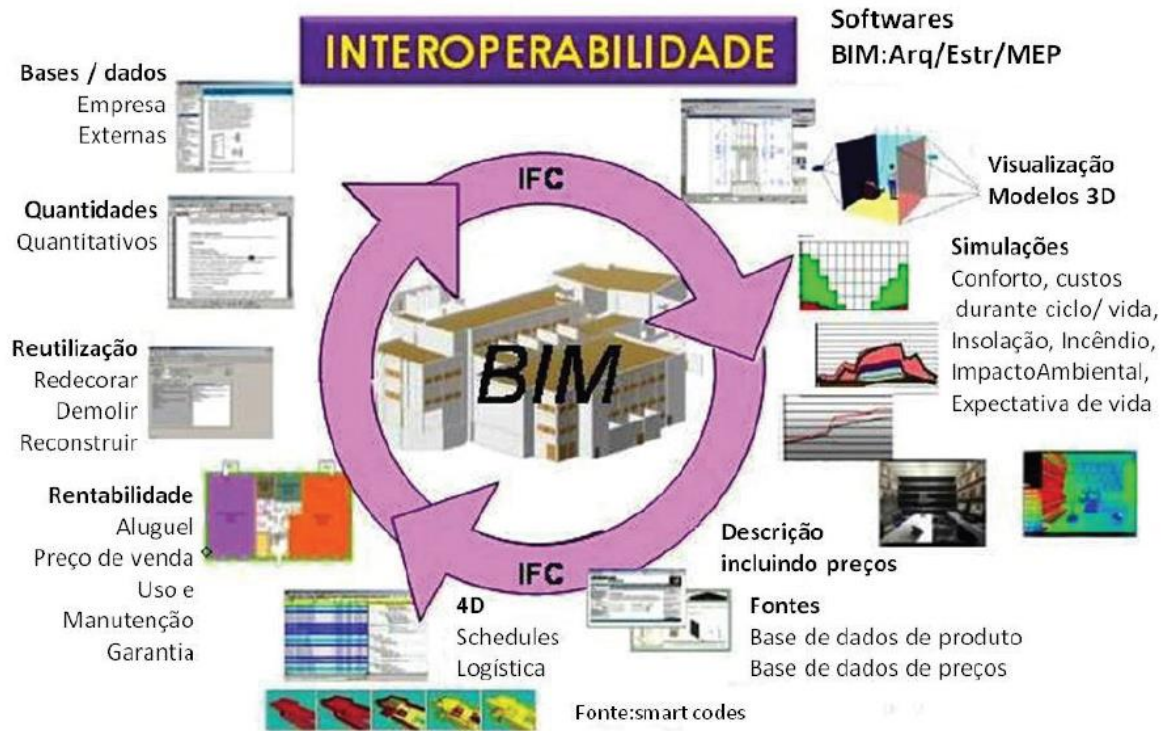 INTEROPERABILIDADE
Softwares
BIM:Arq/Estr/MEP
Bases / dados
Empresa
Externas
Quantidades
Quantitativos
Reutilização
Redecorar
Demolir
Reconstruir
Rentabilidade
Aluguel
Preço de venda
Uso e
Manutenção
Garantia
IFC
BIM
IFC
Visualização
Modelos 3D
Simulações
Conforto, custos
durante ciclo/ vida,
Insolação, Incêndio,
ImpactoAmbiental,
Expectativa de vida
Descrição
incluindo preços
Fontes
Base de dados de produto
Base de dados de preços
4D
Schedules
Logística
Fonte:smart codes